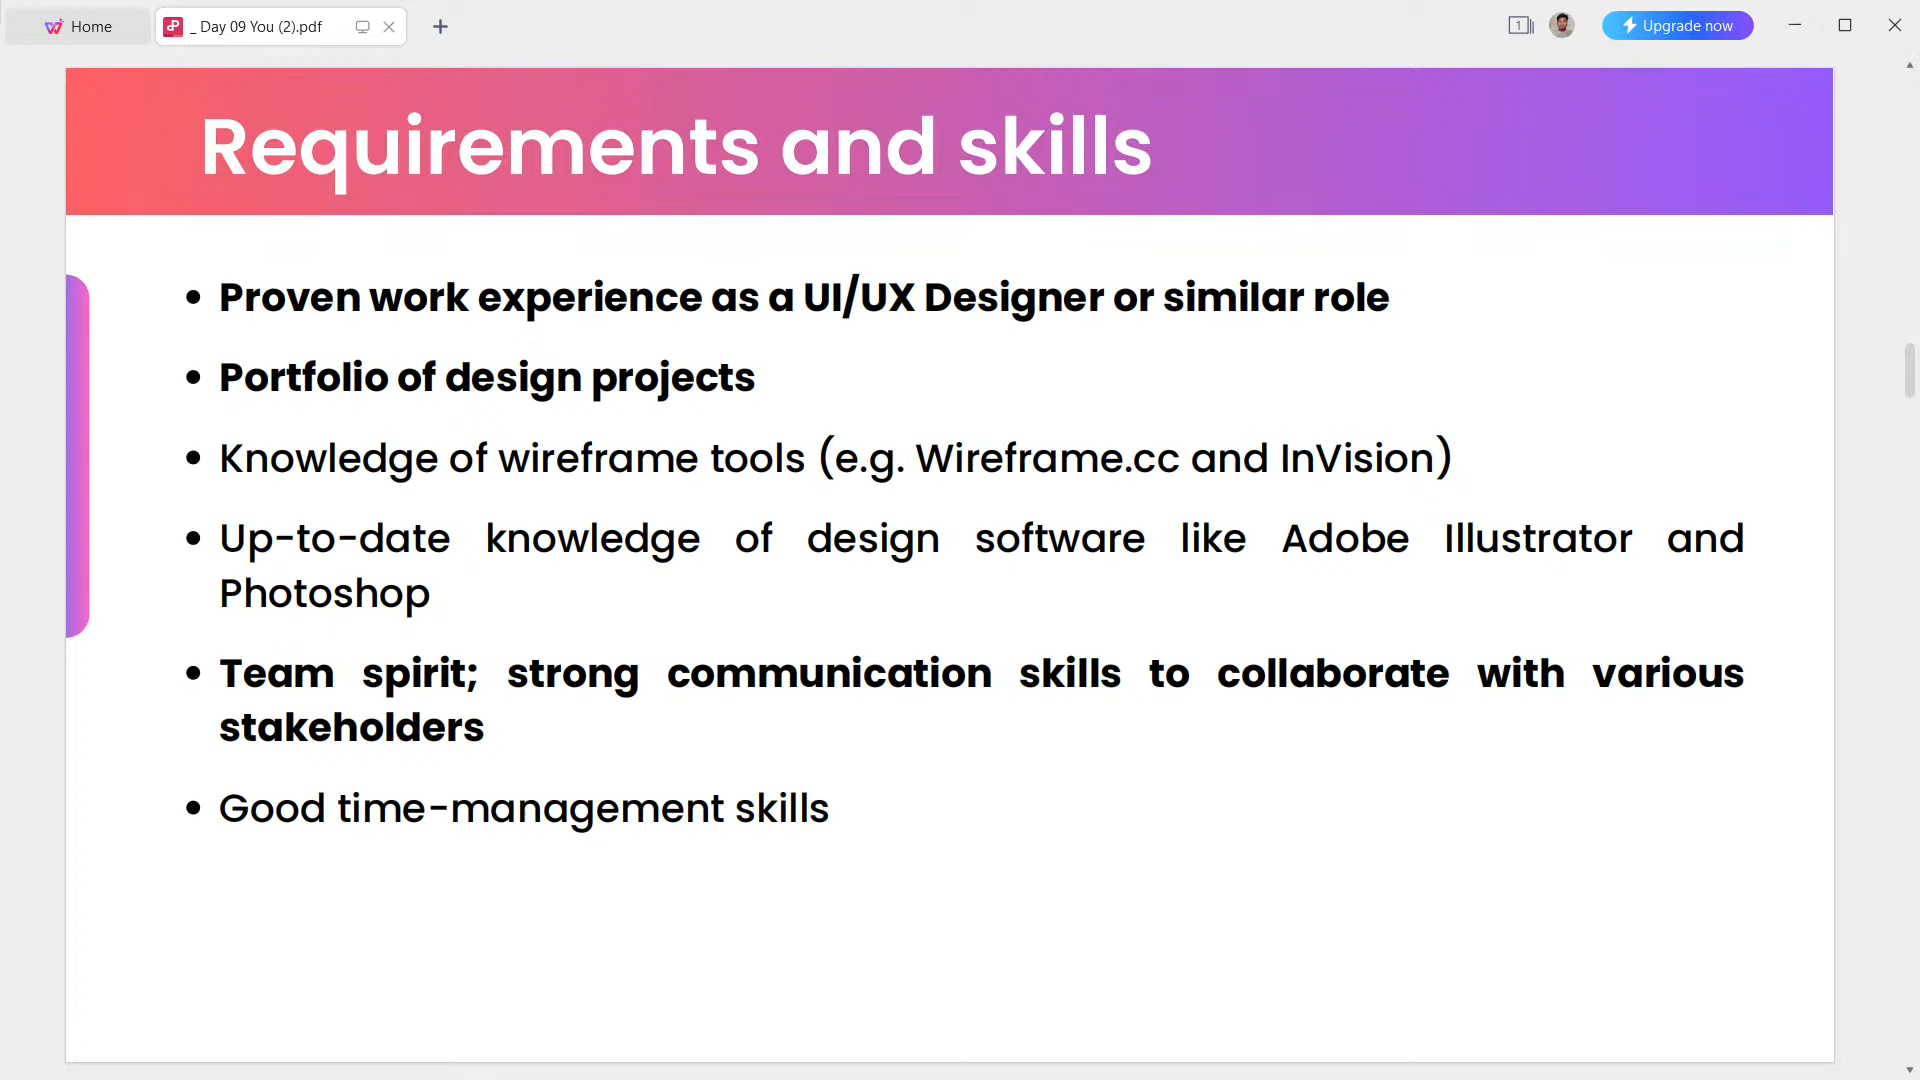 Home
_ Day 09 You (2).pdf
1
Upgrade now
Requirements and skills
• Proven work experience as a UI/UX Designer or similar role
• Portfolio of design projects
• Knowledge of wireframe tools (e.g. Wireframe.cc and InVision)
• Up-to-date knowledge of design software like Adobe Illustrator and
Photoshop
• Team spirit; strong communication skills to collaborate with various
stakeholders
• Good time-management skills